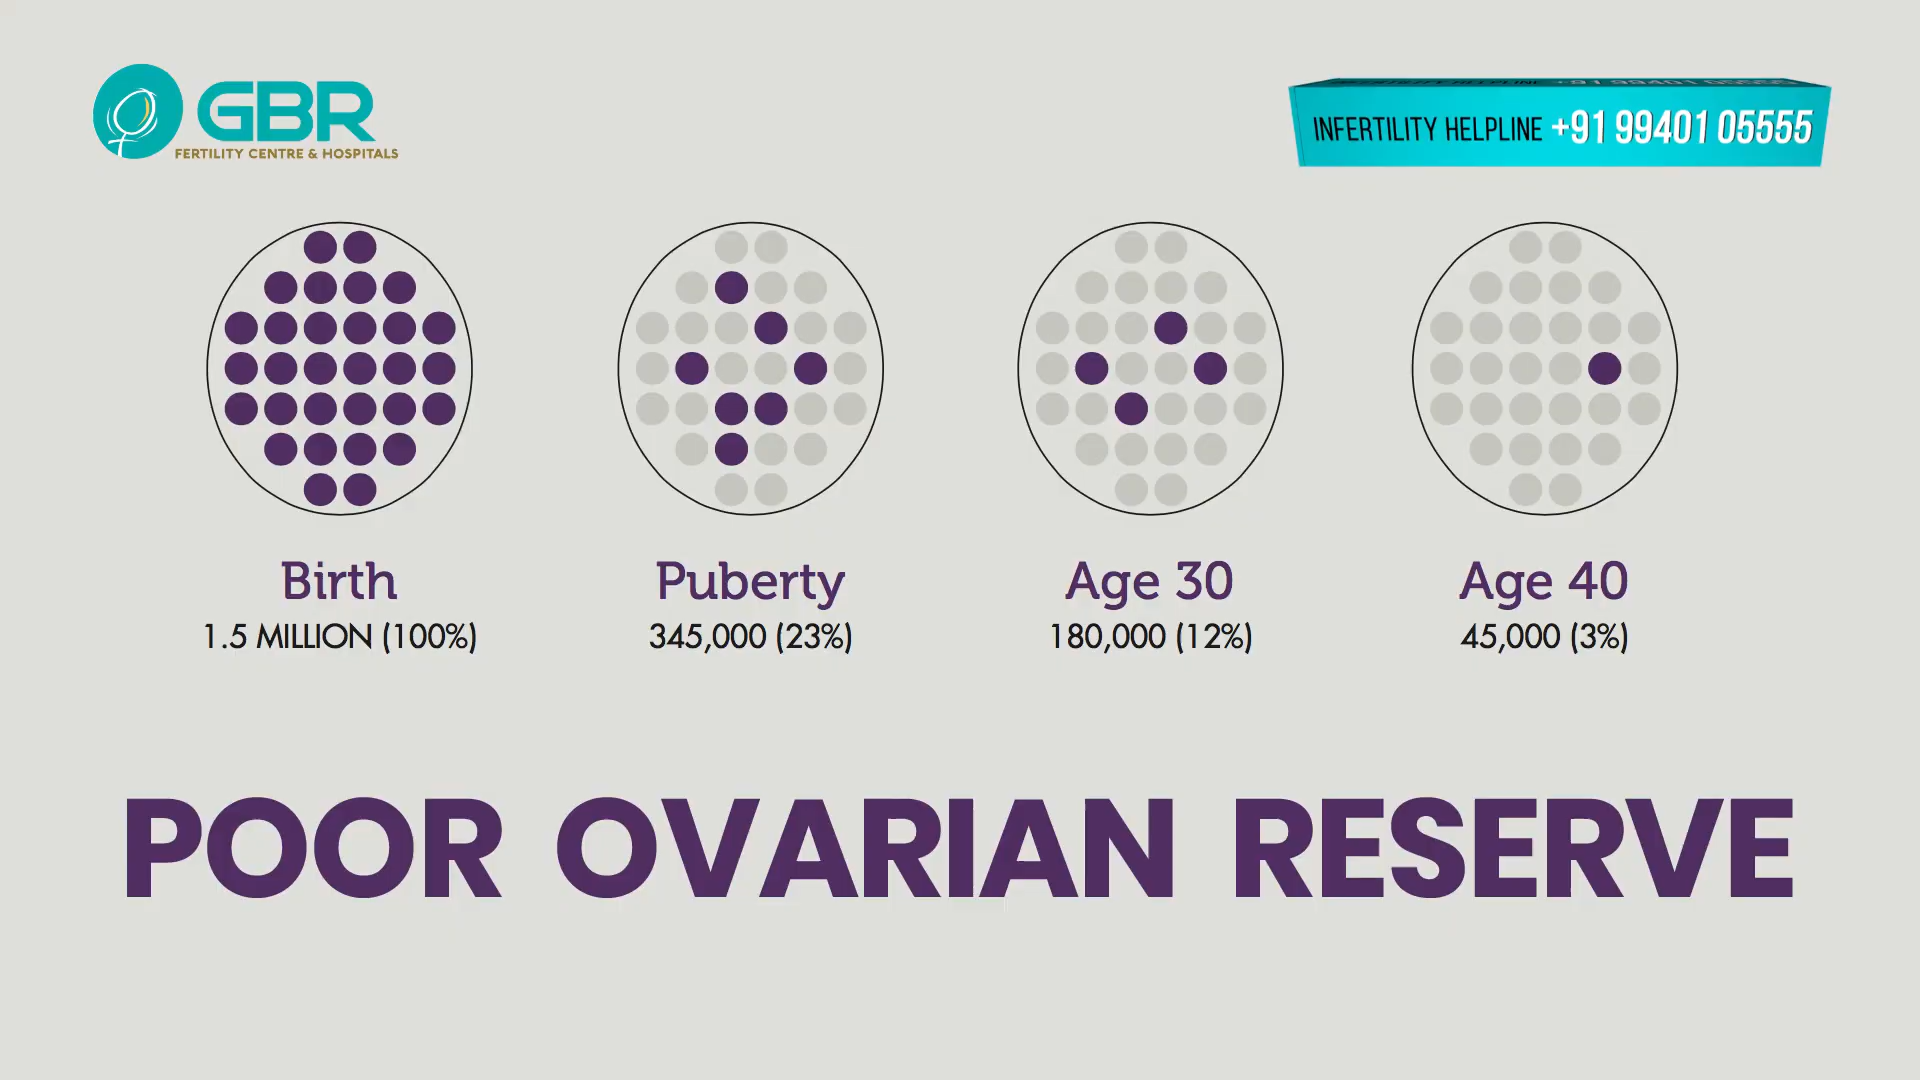 GBR
FERTILITY CENTRE & HOSPITALS
INFERTILITY HELPLINE +91 99401 05555
Birth
1.5 MILLION (100%)
Puberty
345,000 (23%)
Age 30
180,000 (12%)
Age 40
45,000 (3%)
POOR OVARIAN RESERVE